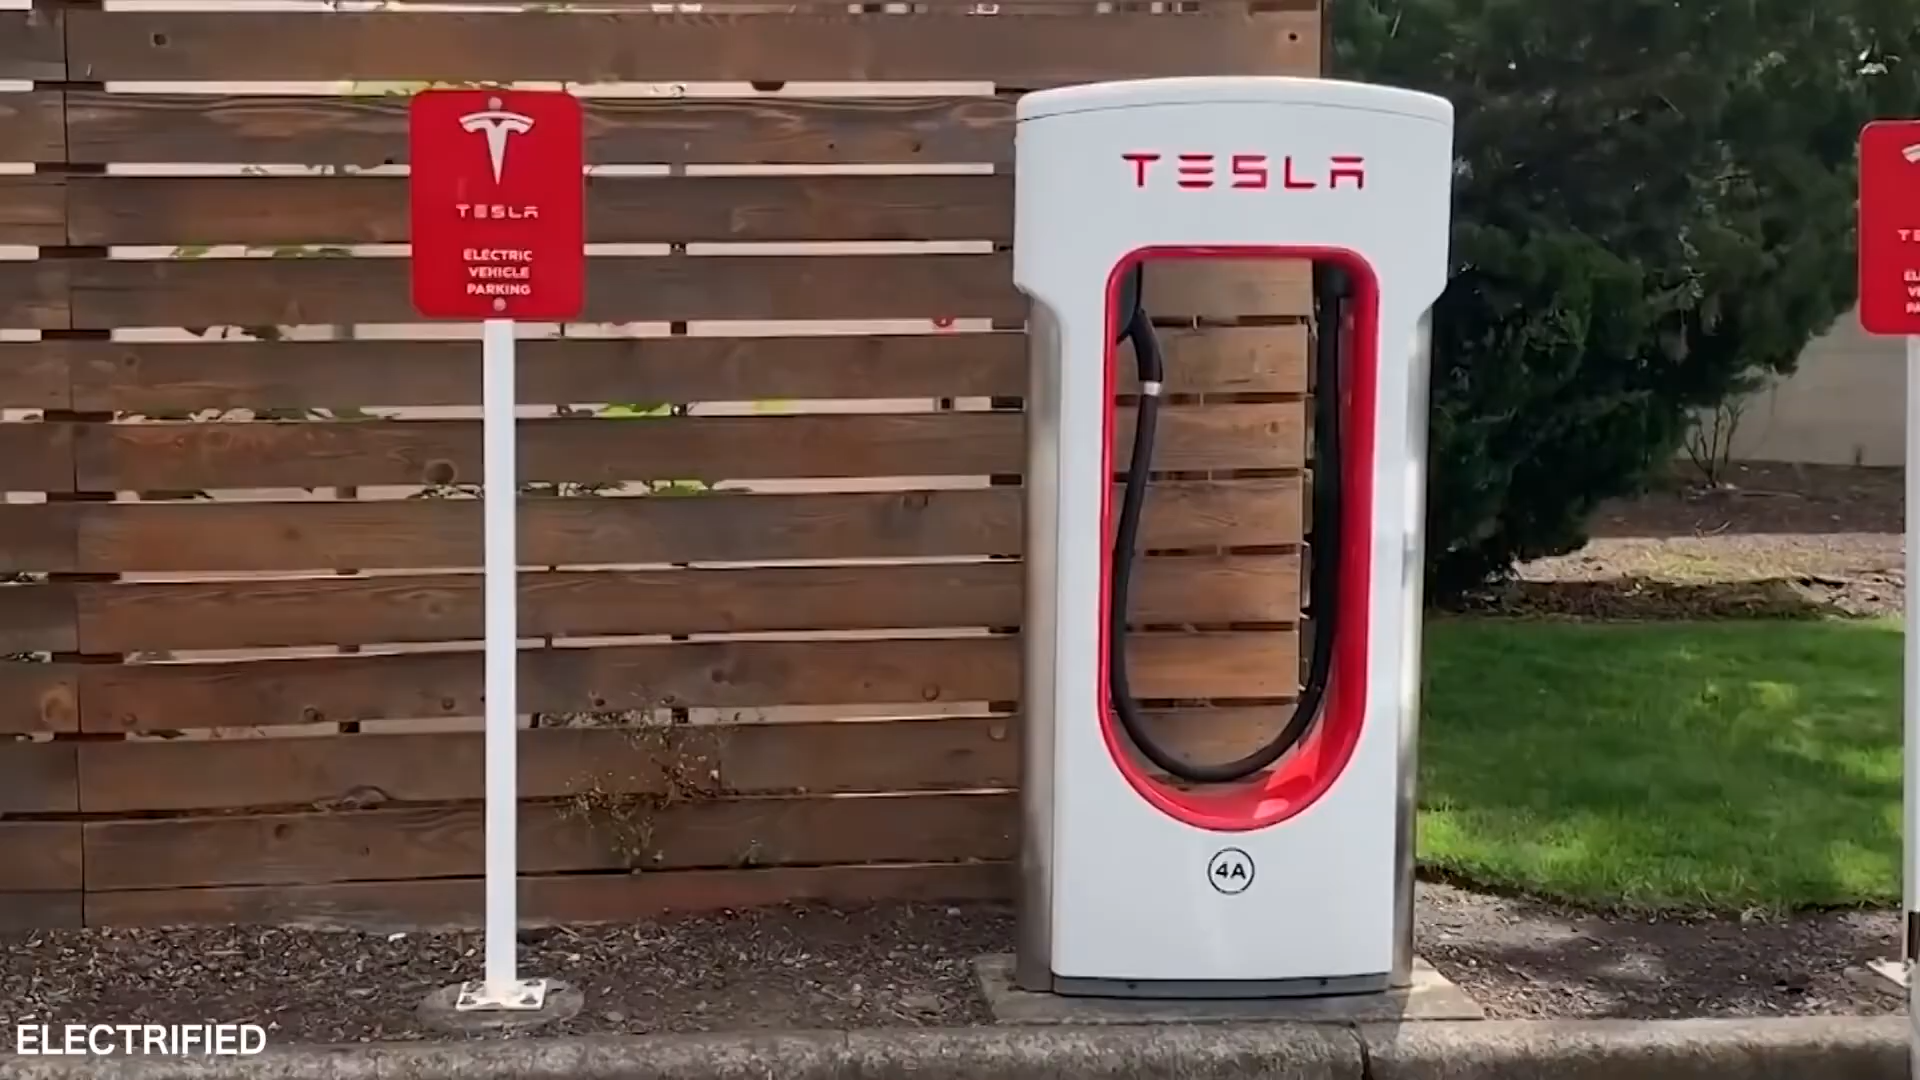 TESLA
ELECTRIC
VEHICLE
PARKING
TESLA
4A
ELECTRIFIED